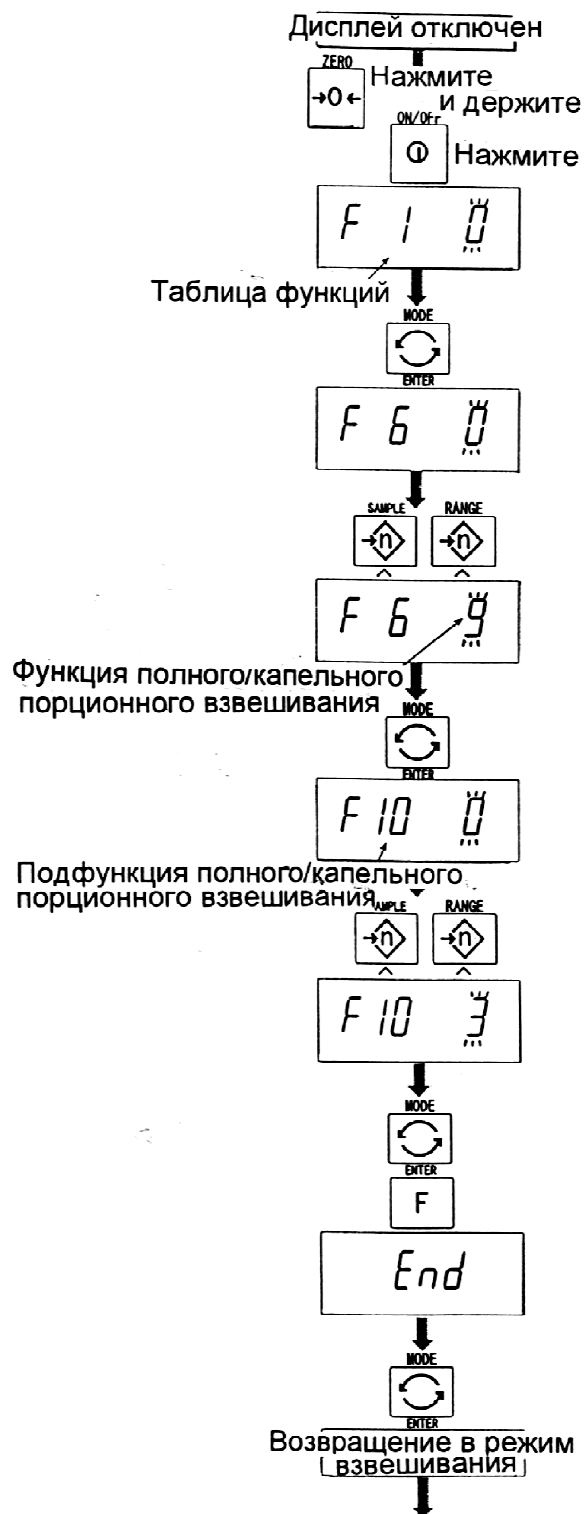 Дисплей отключен
ZERO
→0←
Нажмите
и держите
ON/OFF
Нажмите
F 1 0
Таблица функций
MODE
ENTER
F 6 0
SAMPLE RANGE
→n →n
F 6 9
Функция полного/капельного
порционного взвешивания
MODE
ENTER
F 10 0
Подфункция полного/капельного
порционного взвешивания
AMPLE RANGE
→n →n
F 10 3
MODE
ENTER
F
End
MODE
ENTER
Возвращение в режим
взвешивания